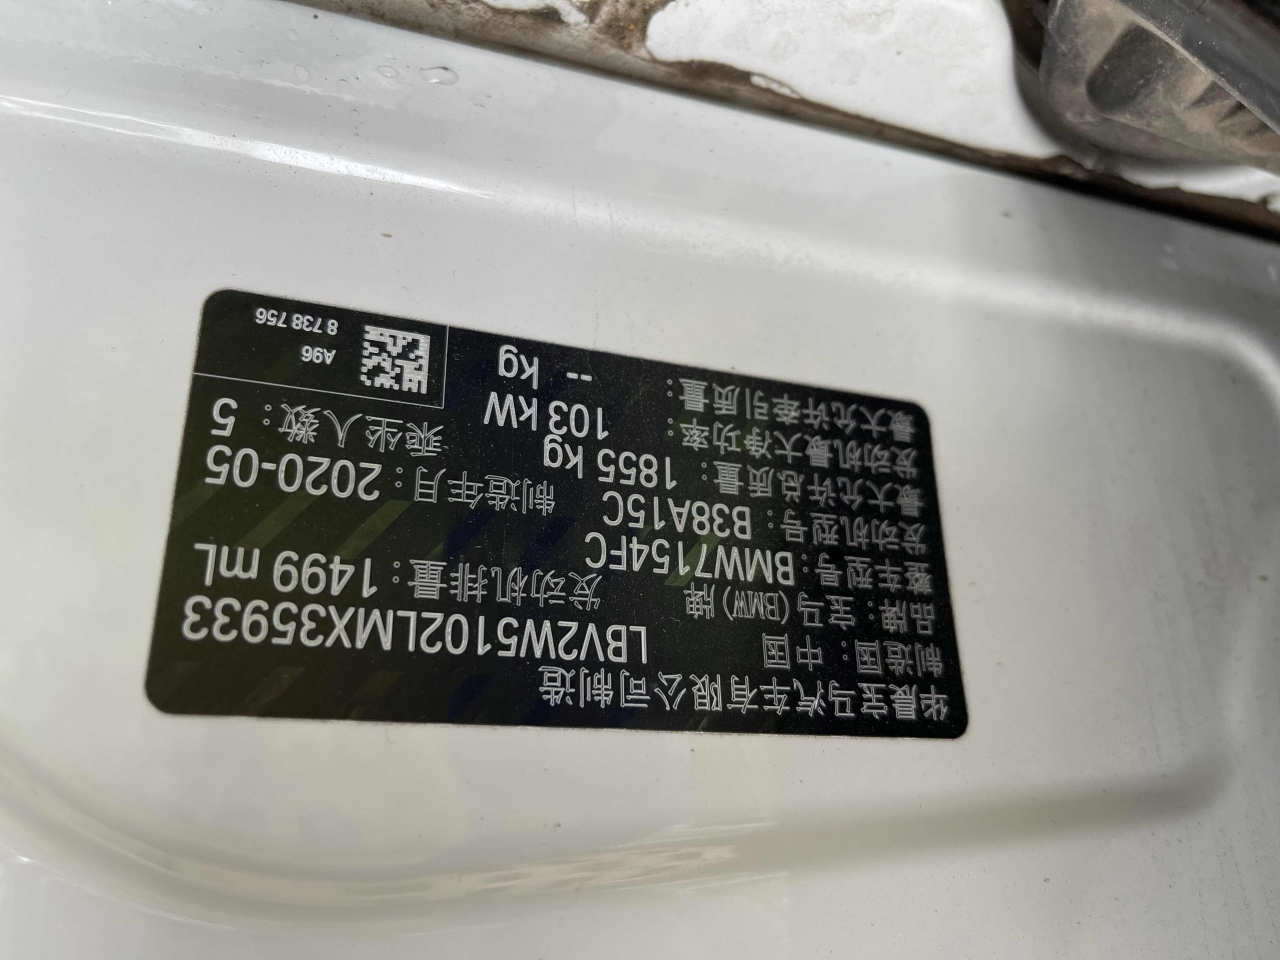 华晨宝马汽车有限公司制造
制造国：中国 LBV2W5102LMX35933
品牌：宝马(BMW)牌
整车型号：BMW7154FC 发动机排量：1499 mL
发动机型号：B38A15C
最大允许总质量：1855 kg 制造年月：2020-05
发动机最大净功率：103 kW 乘坐人数：5
最大允许牵引质量：-- kg
A96
8 738 756